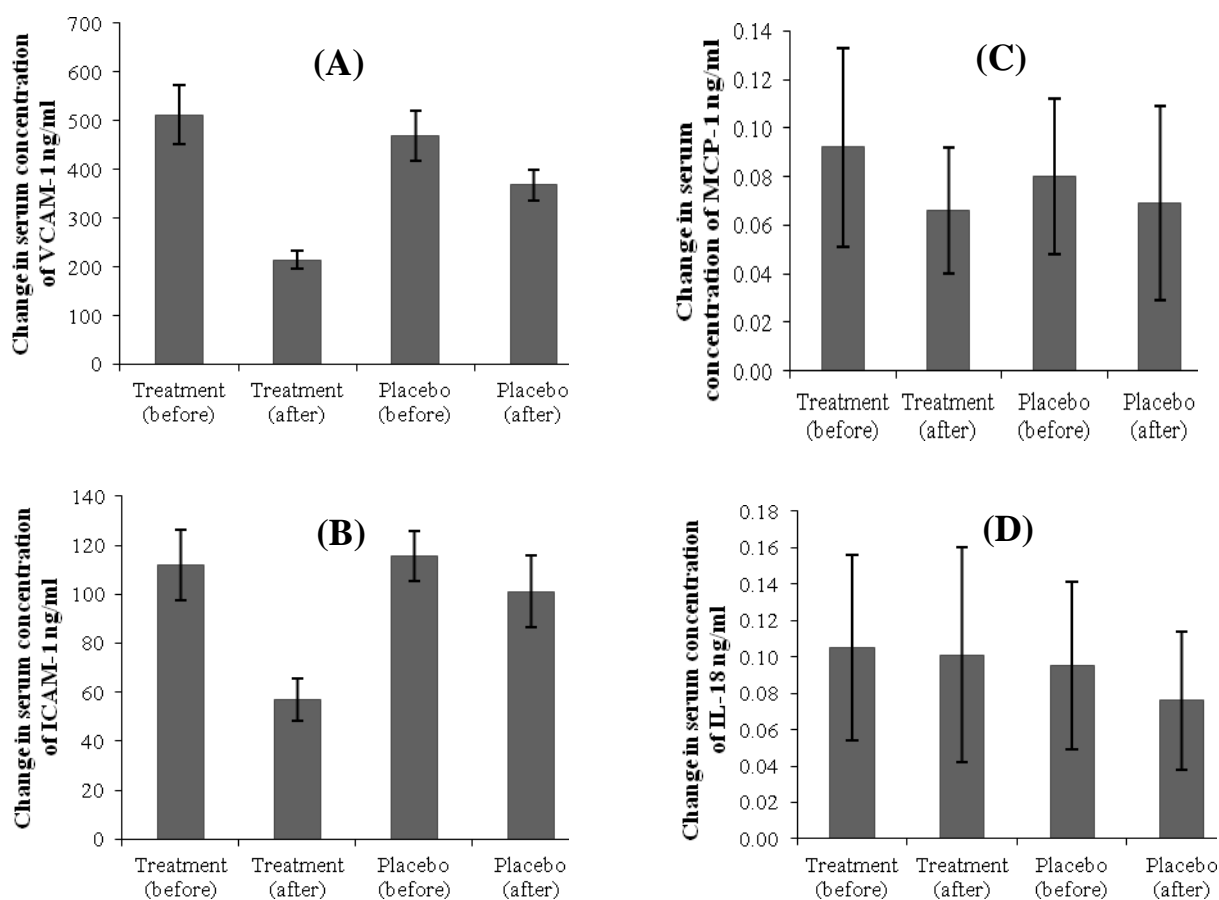 (A)
Change in serum concentration
of VCAM-1 ng/ml
700
600
500
400
300
200
100
0
Treatment
(before)
Treatment
(after)
Placebo
(before)
Placebo
(after)
(C)
Change in serum
concentration of MCP-1 ng/ml
0.14
0.12
0.10
0.08
0.06
0.04
0.02
0.00
Treatment
(before)
Treatment
(after)
Placebo
(before)
Placebo
(after)
(B)
Change in serum concentration
of ICAM-1 ng/ml
140
120
100
80
60
40
20
0
Treatment
(before)
Treatment
(after)
Placebo
(before)
Placebo
(after)
(D)
Change in serum concentration
of IL-18 ng/ml
0.18
0.16
0.14
0.12
0.10
0.08
0.06
0.04
0.02
0.00
Treatment
(before)
Treatment
(after)
Placebo
(before)
Placebo
(after)